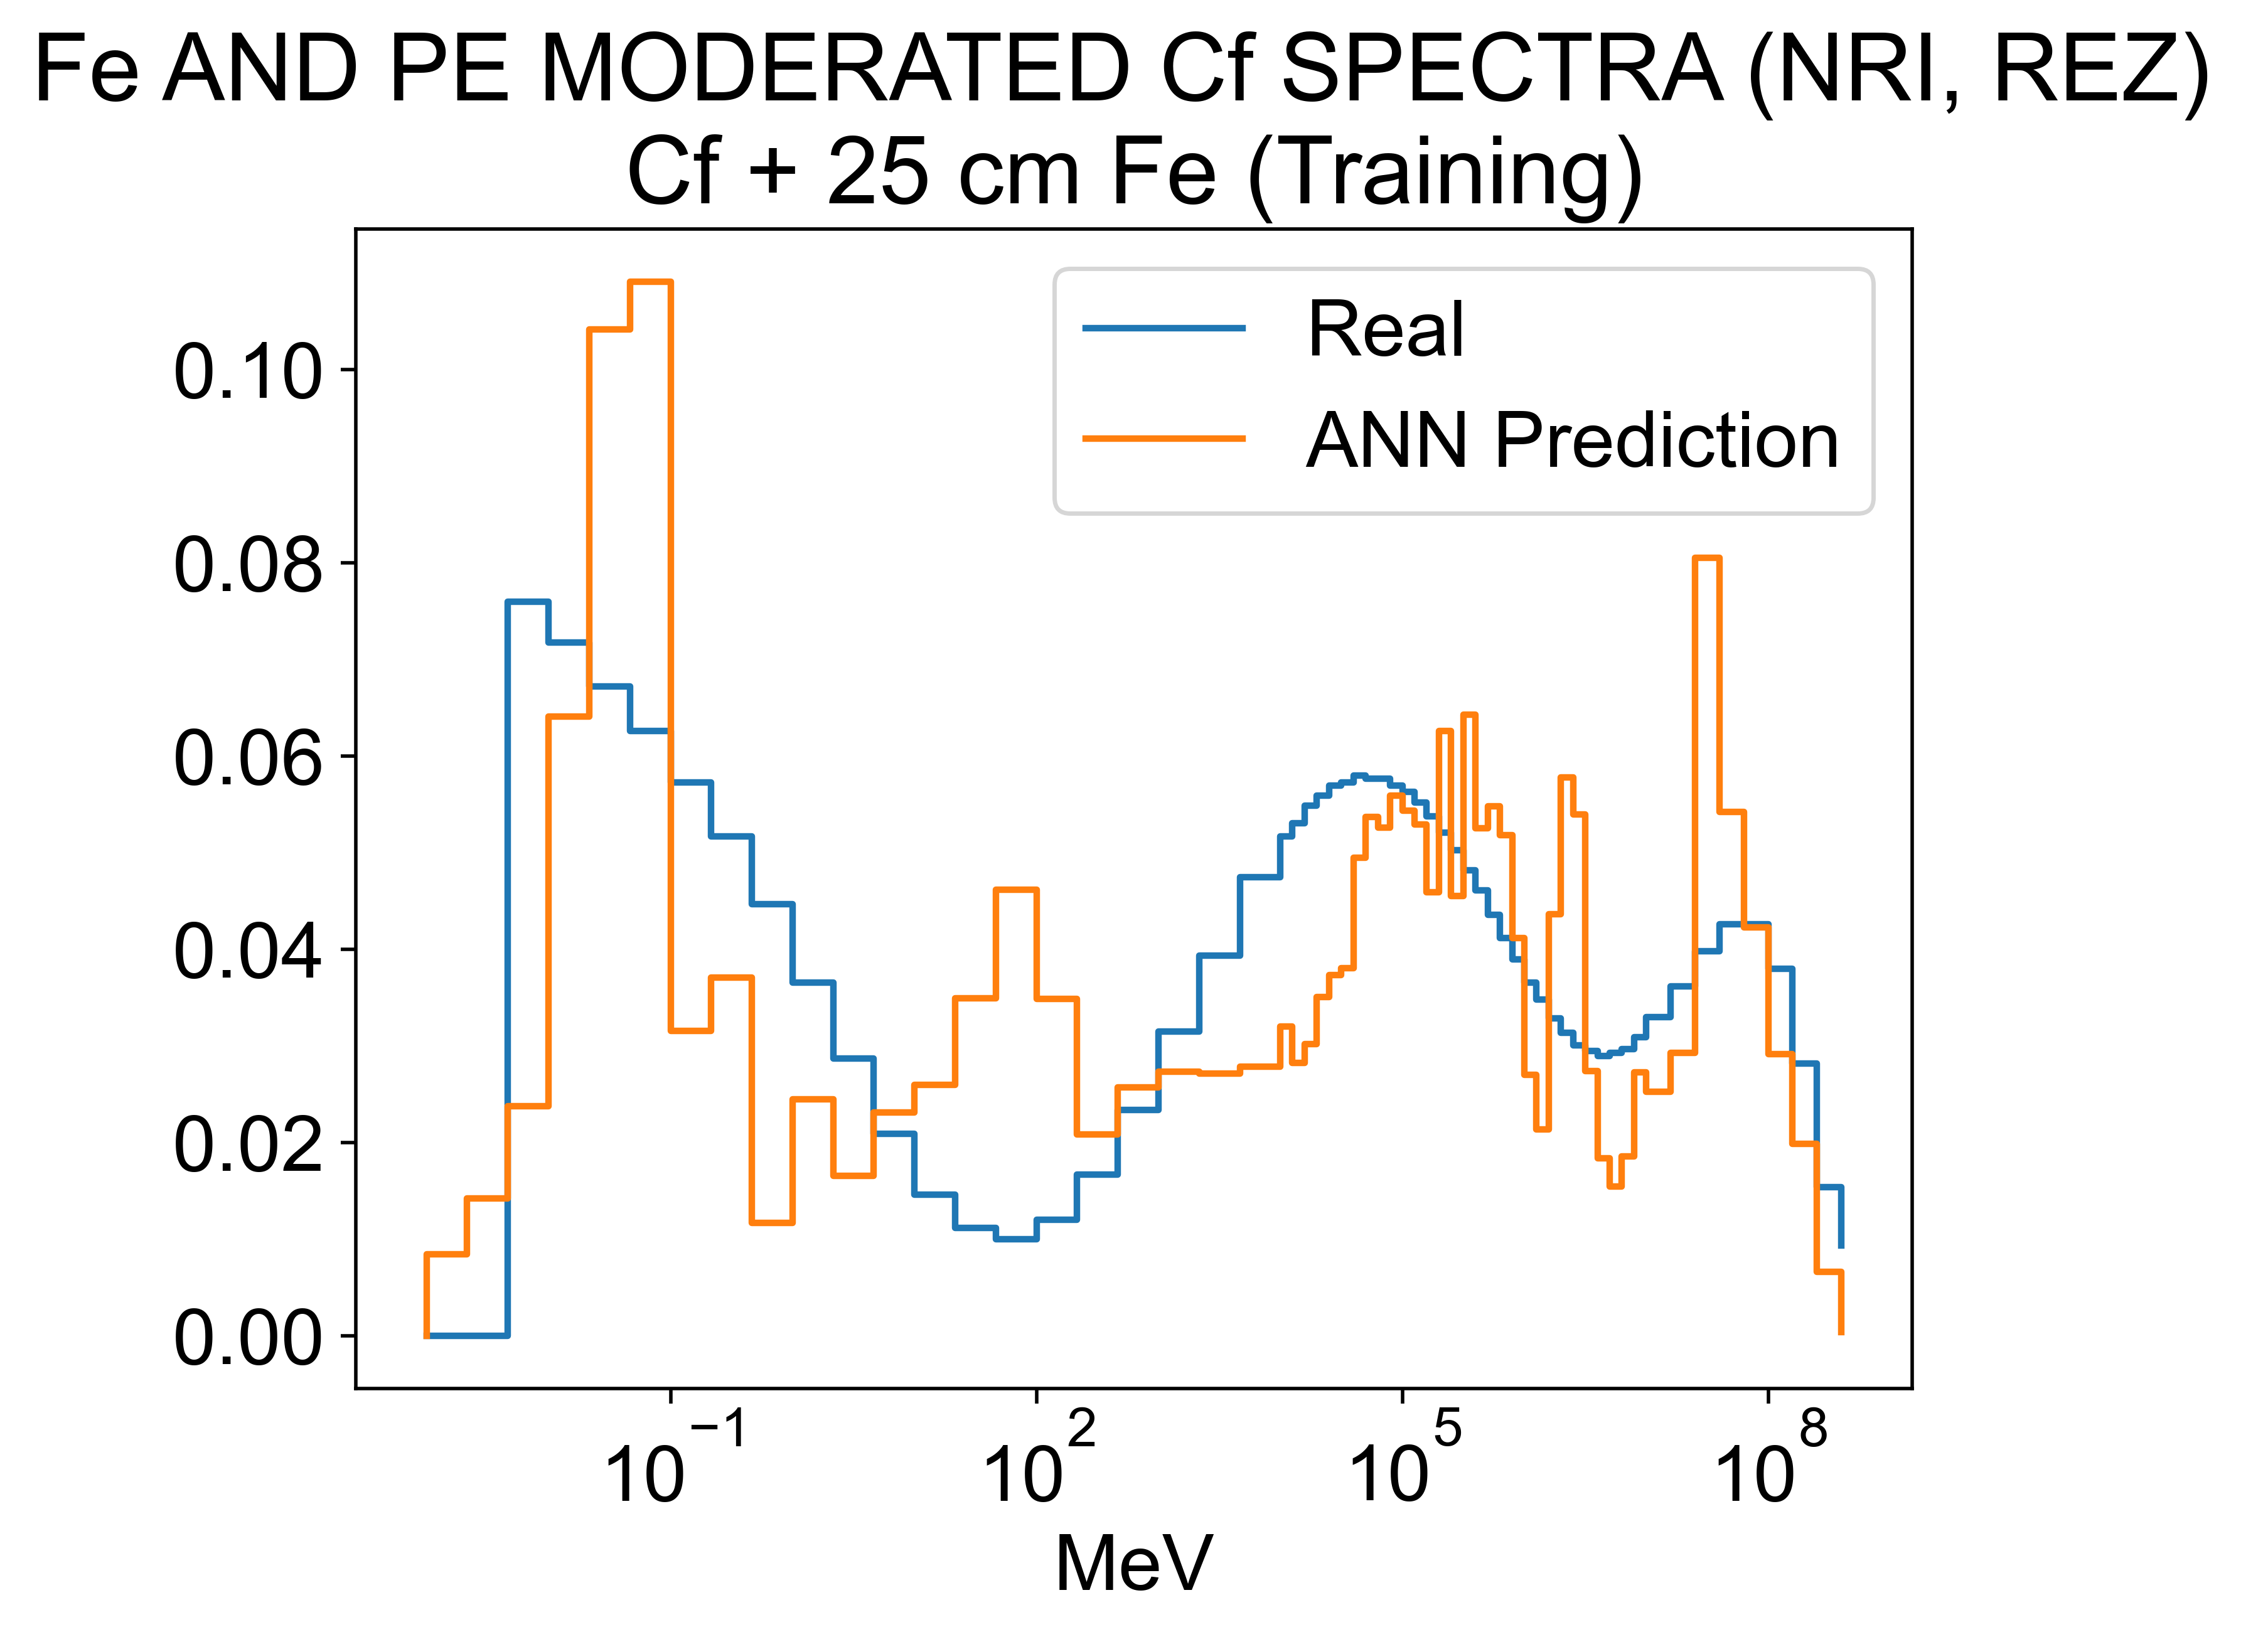 Fe AND PE MODERATED Cf SPECTRA (NRI, REZ)
Cf + 25 cm Fe (Training)
Real
ANN Prediction
0.10
0.08
0.06
0.04
0.02
0.00
10⁻¹ 10² 10⁵ 10⁸
MeV